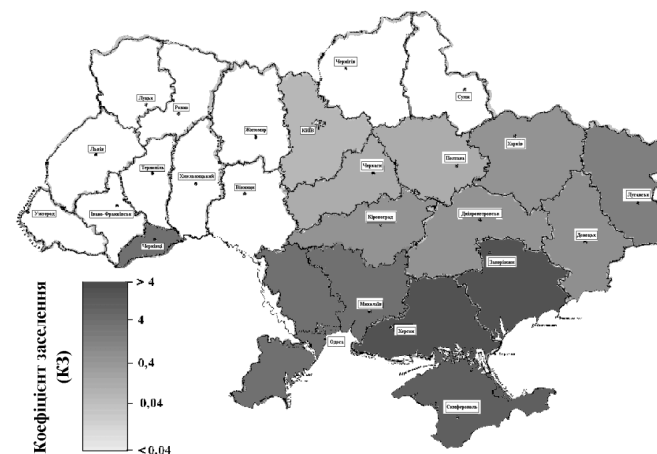 Чернігів
Суми
Луцьк
Рівне
Житомир
КИЇВ
Харків
Львів
Полтава
Черкаси
Тернопіль
Хмельницький
Вінниця
Луганськ
Ужгород
Івано-Франківськ
Кіровоград
Дніпропетровськ
Чернівці
Донецьк
Запоріжжя
Миколаїв
Херсон
Одеса
Сімферополь
Коефіцієнт заселення
(КЗ)
> 4
4
0,4
0,04
< 0,04